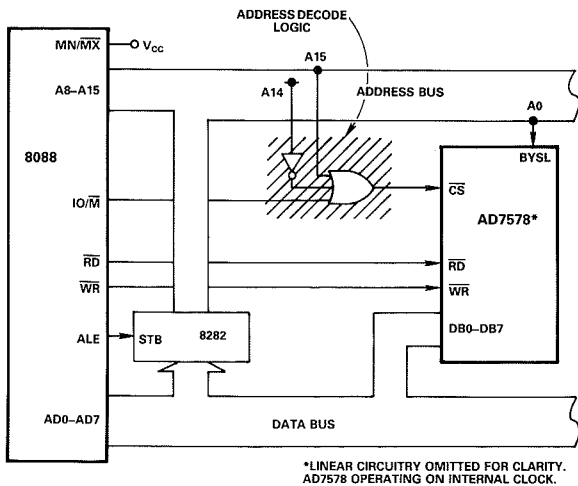 ADDRESS DECODE
LOGIC
MN/MX
VCC
A15
A8–A15
A14
ADDRESS BUS
A0
BYSL
8088
CS
IO/M
AD7578*
RD
RD
WR
WR
DB0–DB7
ALE
STB
8282
AD0–AD7
DATA BUS
*LINEAR CIRCUITRY OMITTED FOR CLARITY.
AD7578 OPERATING ON INTERNAL CLOCK.